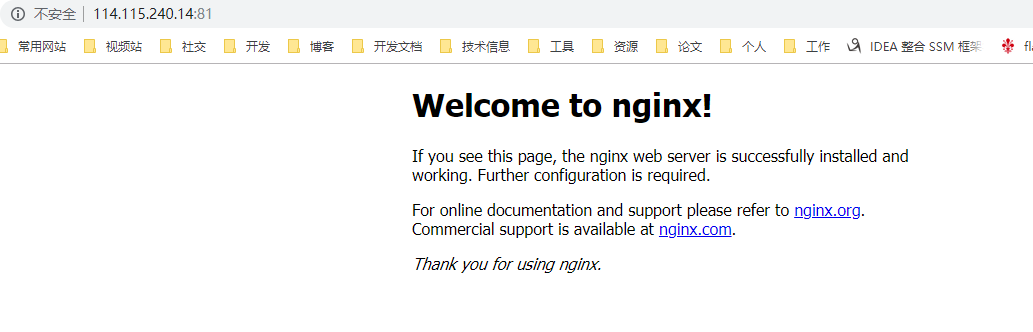 不安全 114.115.240.14:81
常用网站 视频站 社交 开发 博客 开发文档 技术信息 工具 资源 论文 个人 工作 IDEA 整合 SSM 框架 fl
Welcome to nginx!
If you see this page, the nginx web server is successfully installed and
working. Further configuration is required.
For online documentation and support please refer to nginx.org.
Commercial support is available at nginx.com.
Thank you for using nginx.